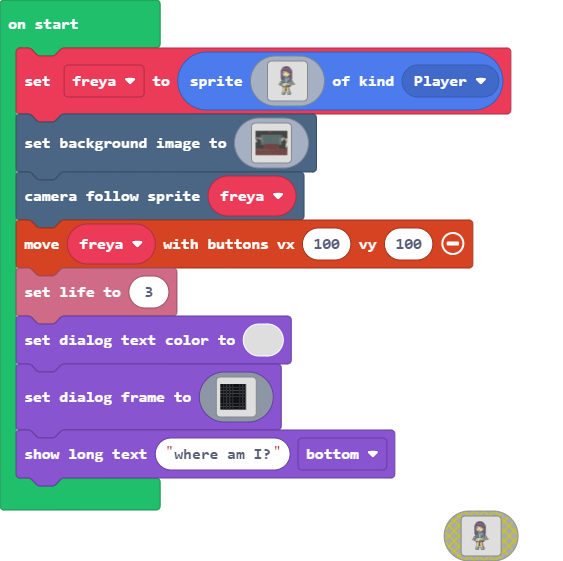 on start
set freya to sprite of kind Player
set background image to
camera follow sprite freya
move freya with buttons vx 100 vy 100
set life to 3
set dialog text color to
set dialog frame to
show long text "where am I?" bottom